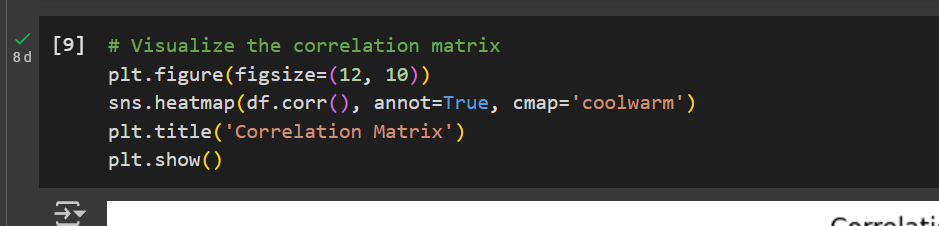 [9] # Visualize the correlation matrix
8 d
plt.figure(figsize=(12, 10))
sns.heatmap(df.corr(), annot=True, cmap='coolwarm')
plt.title('Correlation Matrix')
plt.show()